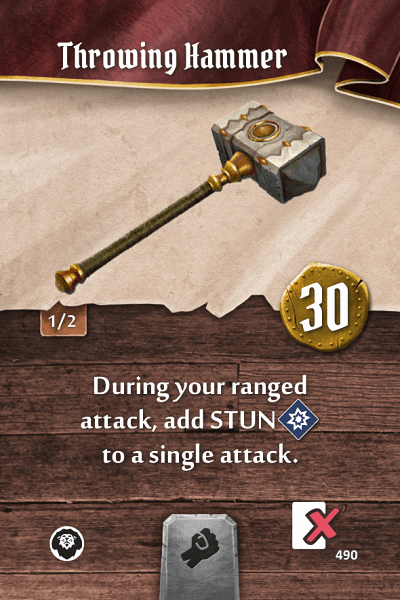 Throwing Hammer
1/2
30
During your ranged
attack, add STUN
to a single attack.
490